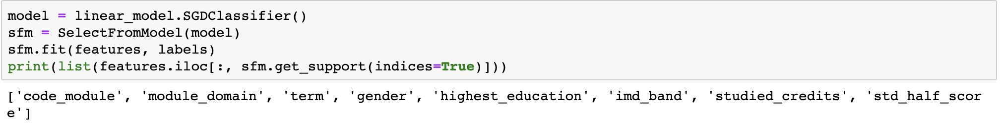 model = linear_model.SGDClassifier()
sfm = SelectFromModel(model)
sfm.fit(features, labels)
print(list(features.iloc[:, sfm.get_support(indices=True)]))
['code_module', 'module_domain', 'term', 'gender', 'highest_education', 'imd_band', 'studied_credits', 'std_half_scor
e']